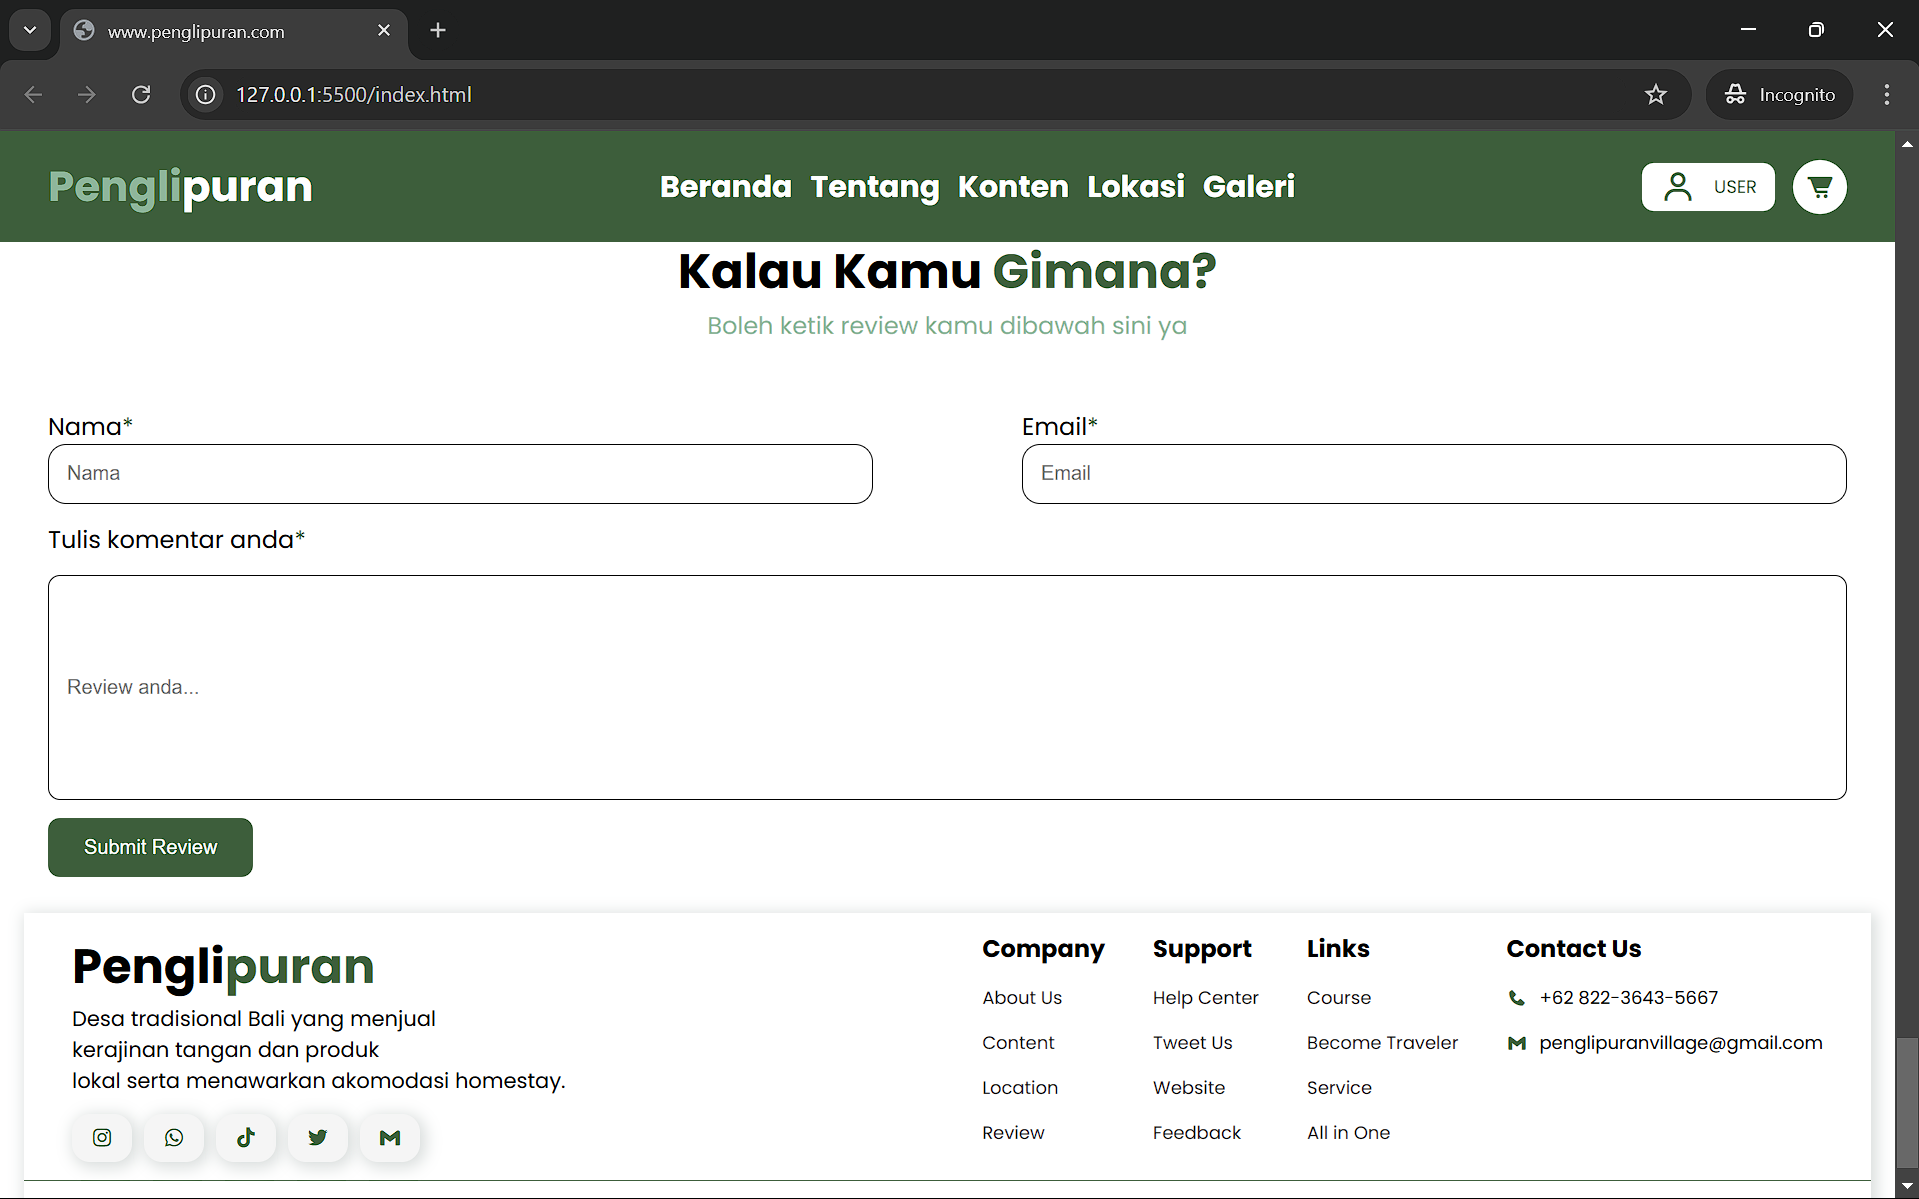 www.penglipuran.com
127.0.0.1:5500/index.html
Incognito
Penglipuran
Beranda Tentang Konten Lokasi Galeri
USER
Kalau Kamu Gimana?
Boleh ketik review kamu dibawah sini ya
Nama*
Nama
Email*
Email
Tulis komentar anda*
Review anda...
Submit Review
Penglipuran
Desa tradisional Bali yang menjual
kerajinan tangan dan produk
lokal serta menawarkan akomodasi homestay.
Company
About Us
Content
Location
Review
Support
Help Center
Tweet Us
Website
Feedback
Links
Course
Become Traveler
Service
All in One
Contact Us
+62 822-3643-5667
penglipuranvillage@gmail.com